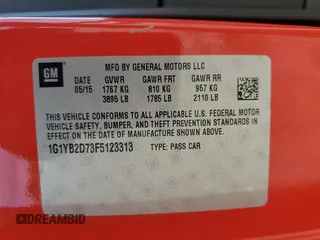 GM
MFD BY GENERAL MOTORS LLC
05/15 GVWR GAWR FRT GAWR RR
1767 KG 810 KG 957 KG
3895 LB 1785 LB 2110 LB
THIS VEHICLE CONFORMS TO ALL APPLICABLE U.S. FEDERAL MOTOR
VEHICLE SAFETY, BUMPER, AND THEFT PREVENTION STANDARDS IN
EFFECT ON THE DATE OF MANUFACTURE SHOWN ABOVE.
1G1YB2D73F5123313 TYPE: PASS CAR
DREAMBID